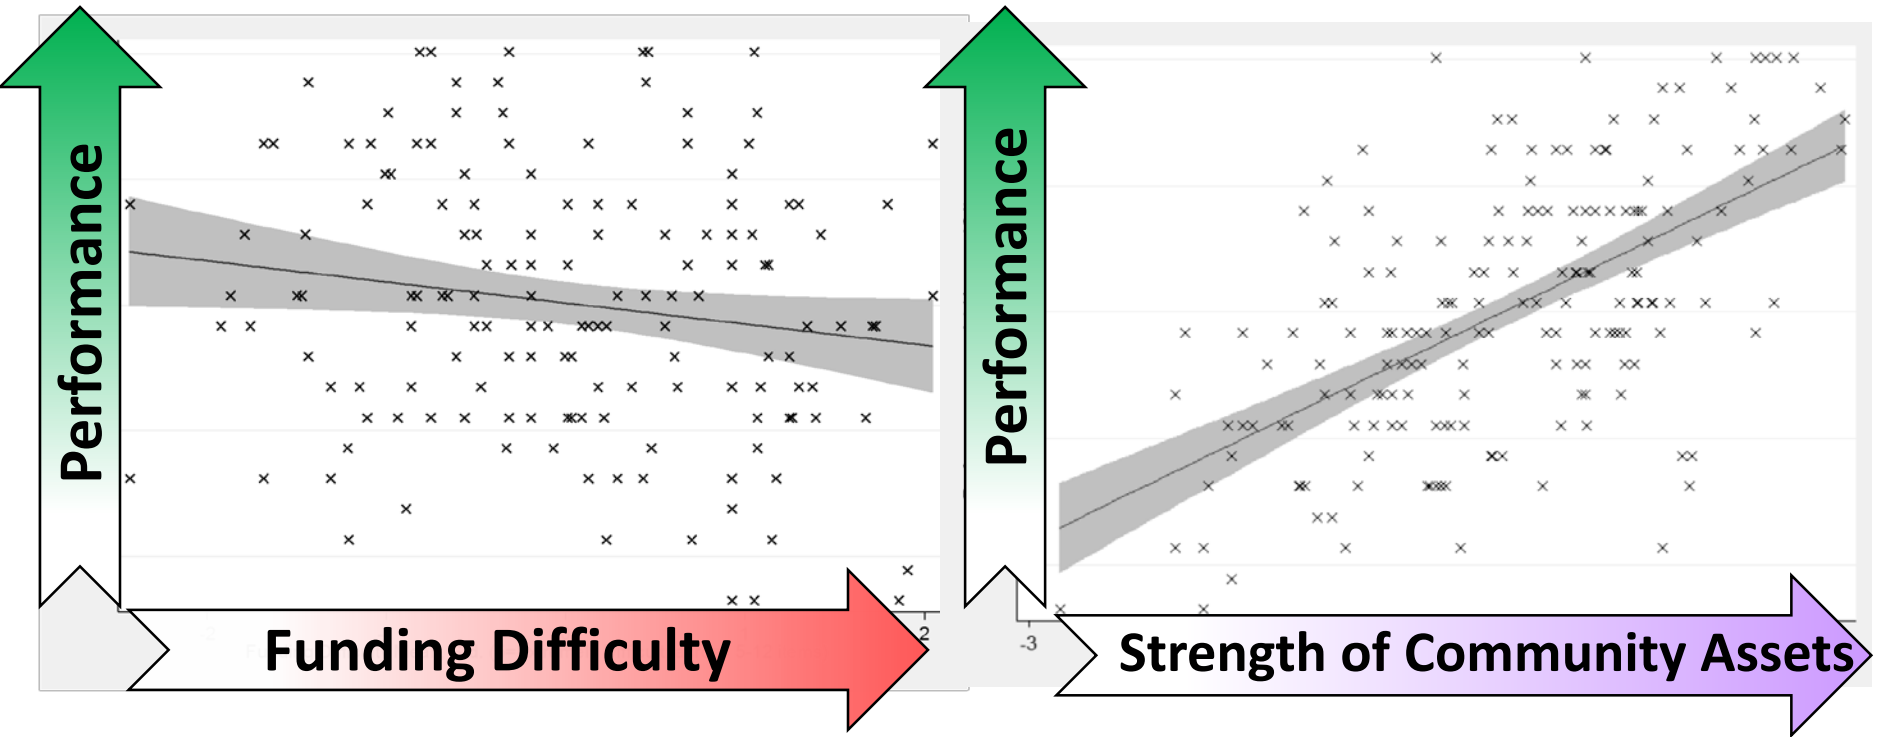 Performance
2
Funding Difficulty
Performance
-3
Strength of Community Assets